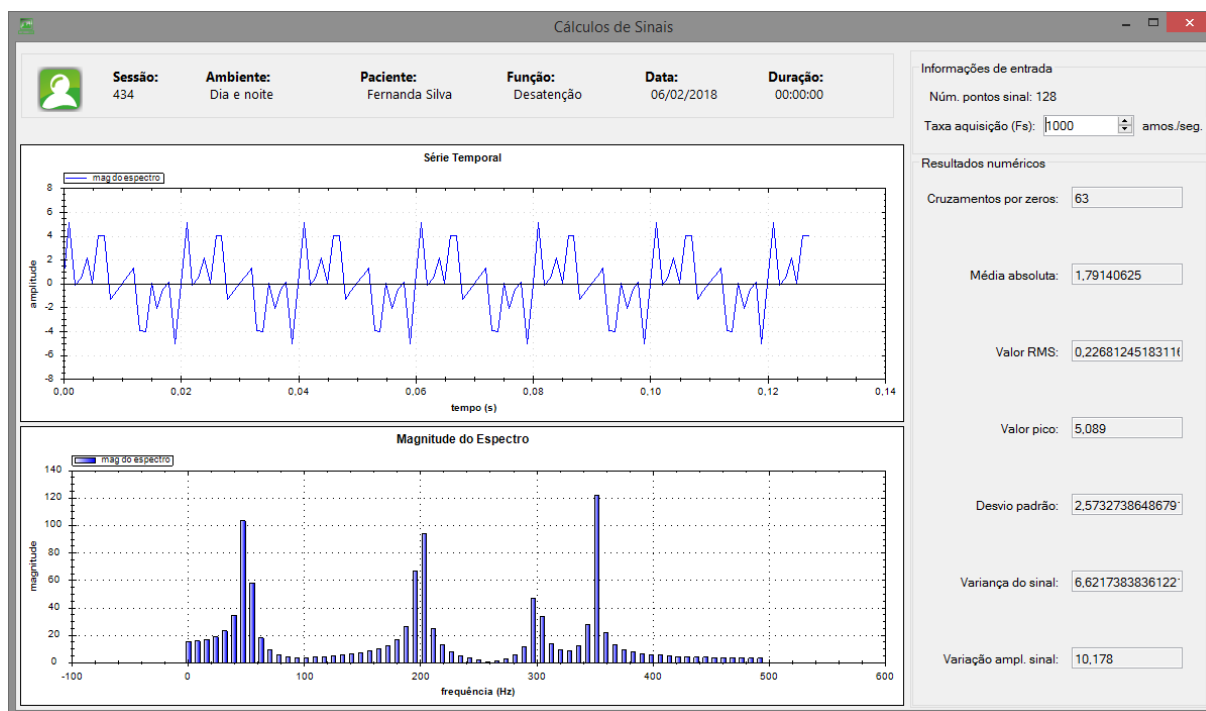 Cálculos de Sinais
Sessão: Ambiente: Paciente: Função: Data: Duração:
434 Dia e noite Fernanda Silva Desatenção 06/02/2018 00:00:00
Informações de entrada
Núm. pontos sinal: 128
Taxa aquisição (Fs): 1000 amos./seg.
Série Temporal
mag do espectro
amplitude
8
6
4
2
0
-2
-4
-6
-8
0,00 0,02 0,04 0,06 0,08 0,10 0,12 0,14
tempo (s)
Magnitude do Espectro
mag do espectro
magnitude
140
120
100
80
60
40
20
0
-100 0 100 200 300 400 500 600
frequência (Hz)
Resultados numéricos
Cruzamentos por zeros: 63
Média absoluta: 1,79140625
Valor RMS: 0,2268124518311
Valor pico: 5,089
Desvio padrão: 2,5732738648679
Variança do sinal: 6,6217383836122
Variação ampl. sinal: 10,178